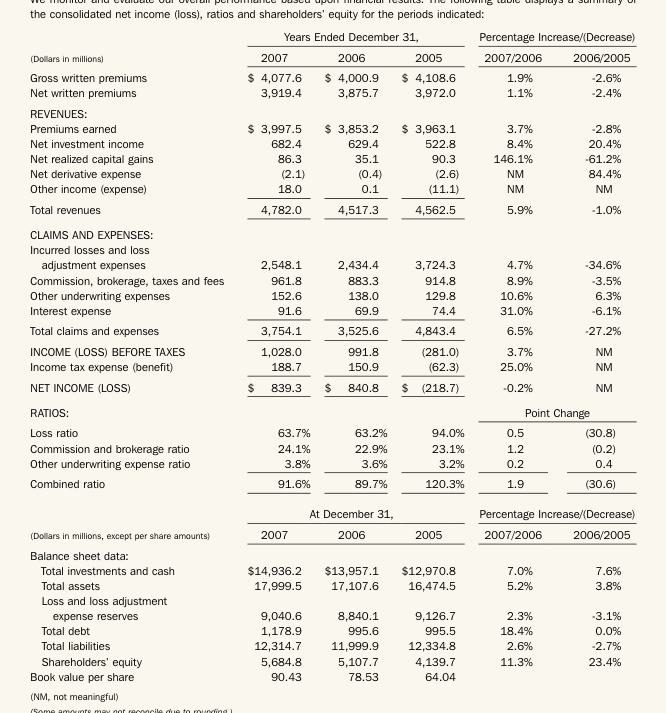 We monitor and evaluate our overall performance based upon financial results. The following table displays a summary of
the consolidated net income (loss), ratios and shareholders' equity for the periods indicated:
Years Ended December 31, Percentage Increase/(Decrease)
(Dollars in millions) 2007 2006 2005 2007/2006 2006/2005
Gross written premiums $ 4,077.6 $ 4,000.9 $ 4,108.6 1.9% -2.6%
Net written premiums 3,919.4 3,875.7 3,972.0 1.1% -2.4%
REVENUES:
Premiums earned $ 3,997.5 $ 3,853.2 $ 3,963.1 3.7% -2.8%
Net investment income 682.4 629.4 522.8 8.4% 20.4%
Net realized capital gains 86.3 35.1 90.3 146.1% -61.2%
Net derivative expense (2.1) (0.4) (2.6) NM 84.4%
Other income (expense) 18.0 0.1 (11.1) NM NM
Total revenues 4,782.0 4,517.3 4,562.5 5.9% -1.0%
CLAIMS AND EXPENSES:
Incurred losses and loss
adjustment expenses 2,548.1 2,434.4 3,724.3 4.7% -34.6%
Commission, brokerage, taxes and fees 961.8 883.3 914.8 8.9% -3.5%
Other underwriting expenses 152.6 138.0 129.8 10.6% 6.3%
Interest expense 91.6 69.9 74.4 31.0% -6.1%
Total claims and expenses 3,754.1 3,525.6 4,843.4 6.5% -27.2%
INCOME (LOSS) BEFORE TAXES 1,028.0 991.8 (281.0) 3.7% NM
Income tax expense (benefit) 188.7 150.9 (62.3) 25.0% NM
NET INCOME (LOSS) $ 839.3 $ 840.8 $ (218.7) -0.2% NM
RATIOS: Point Change
Loss ratio 63.7% 63.2% 94.0% 0.5 (30.8)
Commission and brokerage ratio 24.1% 22.9% 23.1% 1.2 (0.2)
Other underwriting expense ratio 3.8% 3.6% 3.2% 0.2 0.4
Combined ratio 91.6% 89.7% 120.3% 1.9 (30.6)
At December 31, Percentage Increase/(Decrease)
(Dollars in millions, except per share amounts) 2007 2006 2005 2007/2006 2006/2005
Balance sheet data:
Total investments and cash $14,936.2 $13,957.1 $12,970.8 7.0% 7.6%
Total assets 17,999.5 17,107.6 16,474.5 5.2% 3.8%
Loss and loss adjustment
expense reserves 9,040.6 8,840.1 9,126.7 2.3% -3.1%
Total debt 1,178.9 995.6 995.5 18.4% 0.0%
Total liabilities 12,314.7 11,999.9 12,334.8 2.6% -2.7%
Shareholders' equity 5,684.8 5,107.7 4,139.7 11.3% 23.4%
Book value per share 90.43 78.53 64.04
(NM, not meaningful)
(Some amounts may not reconcile due to rounding.)